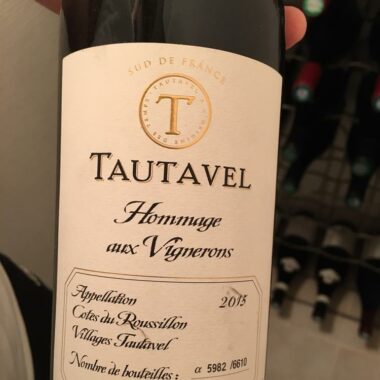 SUD DE FRANCE
T
TAUTAVEL
Hommage
aux Vignerons
Appellation 2015
Cotes du Roussillon
Villages Tautavel
Nombre de bouteilles : α 5982 /6610